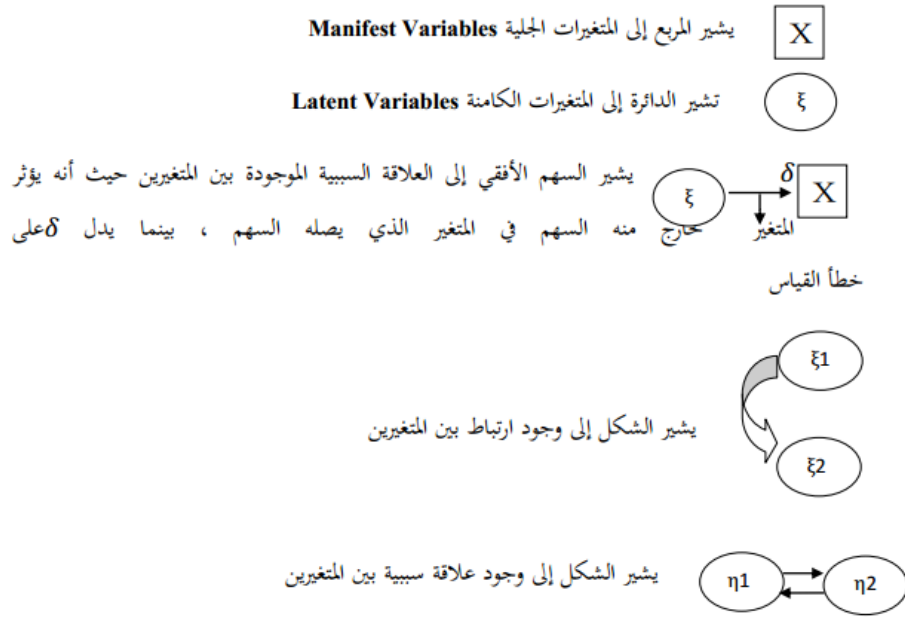 يشير المربع إلى المتغيرات الجلية Manifest Variables X
تشير الدائرة إلى المتغيرات الكامنة Latent Variables ξ
يشير السهم الأفقي إلى العلاقة السببية الموجودة بين المتغيرين حيث أنه يؤثر ξ δ X
المتغير خارج منه السهم في المتغير الذي يصله السهم ، بينما يدل δعلى
خطأ القياس
ξ1
يشير الشكل إلى وجود ارتباط بين المتغيرين
ξ2
يشير الشكل إلى وجود علاقة سببية بين المتغيرين η1 η2